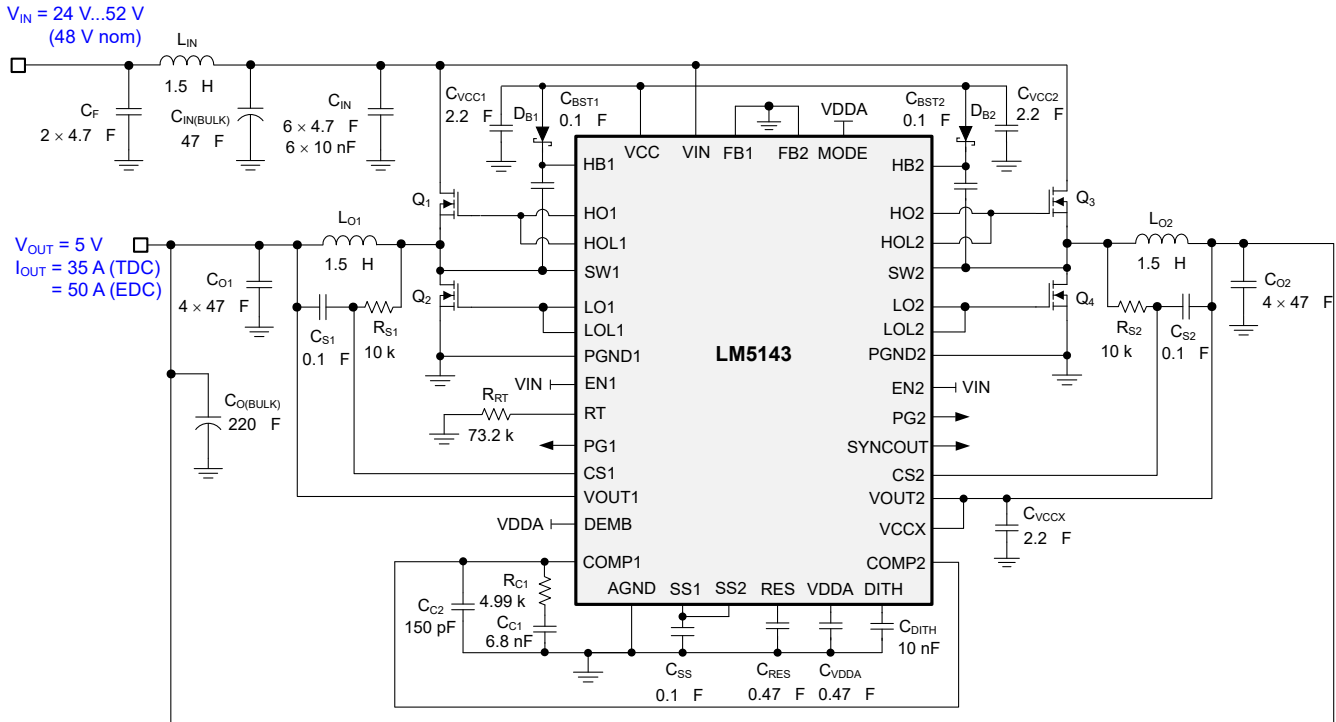 VIN = 24 V...52 V
(48 V nom)
LIN
1.5 H
CF
2 × 4.7 F
CIN(BULK)
47 F
CIN
6 × 4.7 F
6 × 10 nF
CVCC1
2.2 F
DB1
CBST1
0.1 F
VDDA
CBST2
0.1 F
DB2
CVCC2
2.2 F
VCC VIN FB1 FB2 MODE
HB1
HO1
HOL1
SW1
LO1
LOL1
PGND1
EN1
RT
PG1
CS1
VOUT1
DEMB
COMP1
LM5143
HB2
HO2
HOL2
SW2
LO2
LOL2
PGND2
EN2
PG2
SYNCOUT
CS2
VOUT2
VCCX
COMP2
AGND SS1 SS2 RES VDDA DITH
Q1
Q2
Q3
Q4
VOUT = 5 V
IOUT = 35 A (TDC)
= 50 A (EDC)
LO1
1.5 H
CO1
4 × 47 F
CS1
0.1 F
RS1
10 k
CO(BULK)
220 F
VIN
RRT
73.2 k
VDDA
LO2
1.5 H
RS2
10 k
CS2
0.1 F
CO2
4 × 47 F
VIN
CVCCX
2.2 F
CC2
150 pF
RC1
4.99 k
CC1
6.8 nF
CSS
0.1 F
CRES
0.47 F
CVDDA
0.47 F
CDITH
10 nF